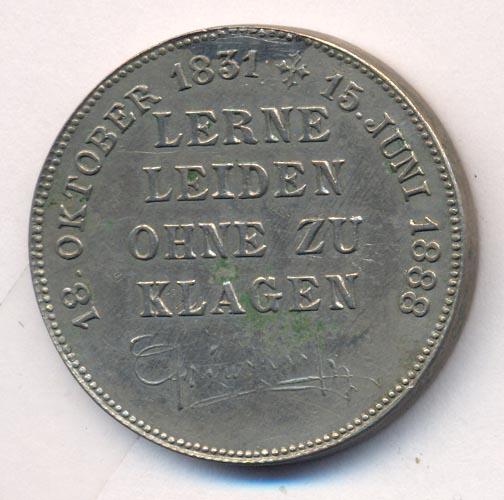 18. OKTOBER 1831 * 15. JUNI 1888
LERNE
LEIDEN
OHNE ZU
KLAGEN